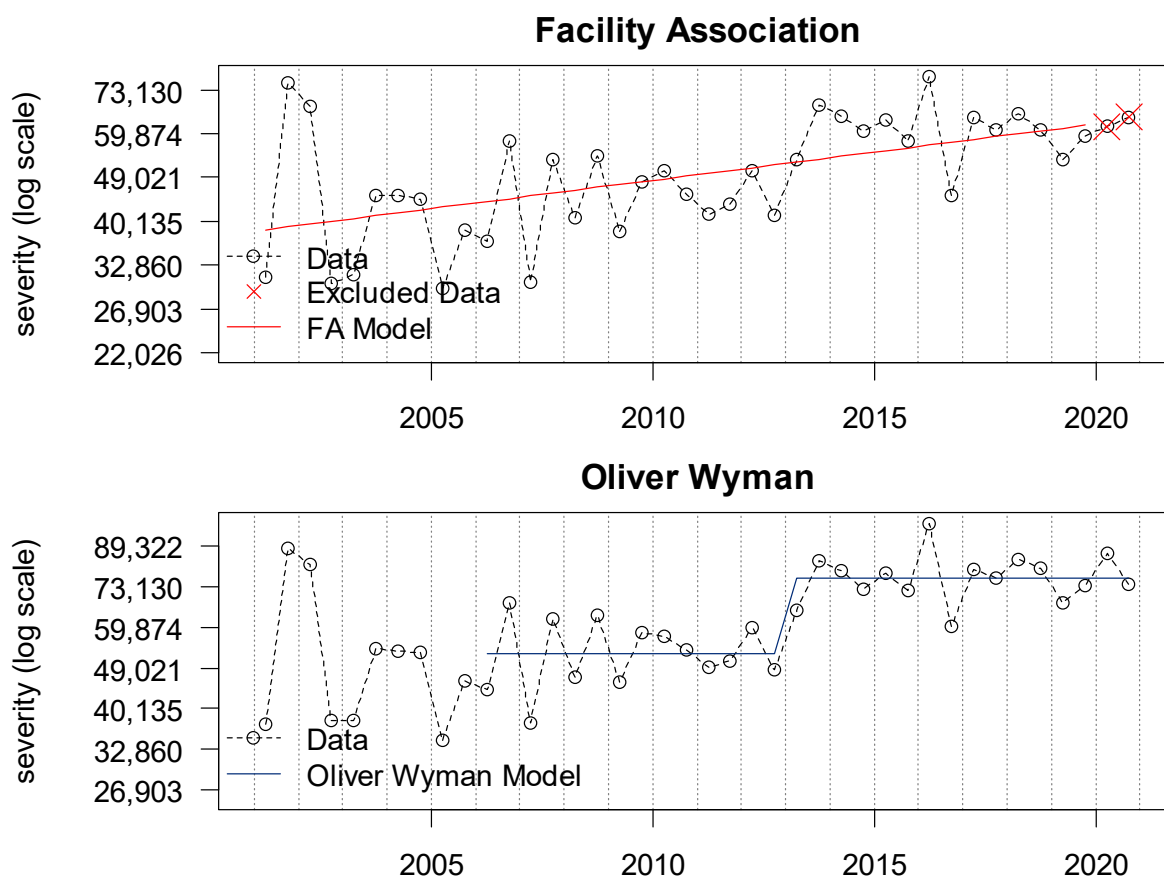 Facility Association
severity (log scale)
73,130
59,874
49,021
40,135
32,860
26,903
22,026
Data
Excluded Data
FA Model
2005 2010 2015 2020
Oliver Wyman
severity (log scale)
89,322
73,130
59,874
49,021
40,135
32,860
26,903
Data
Oliver Wyman Model
2005 2010 2015 2020